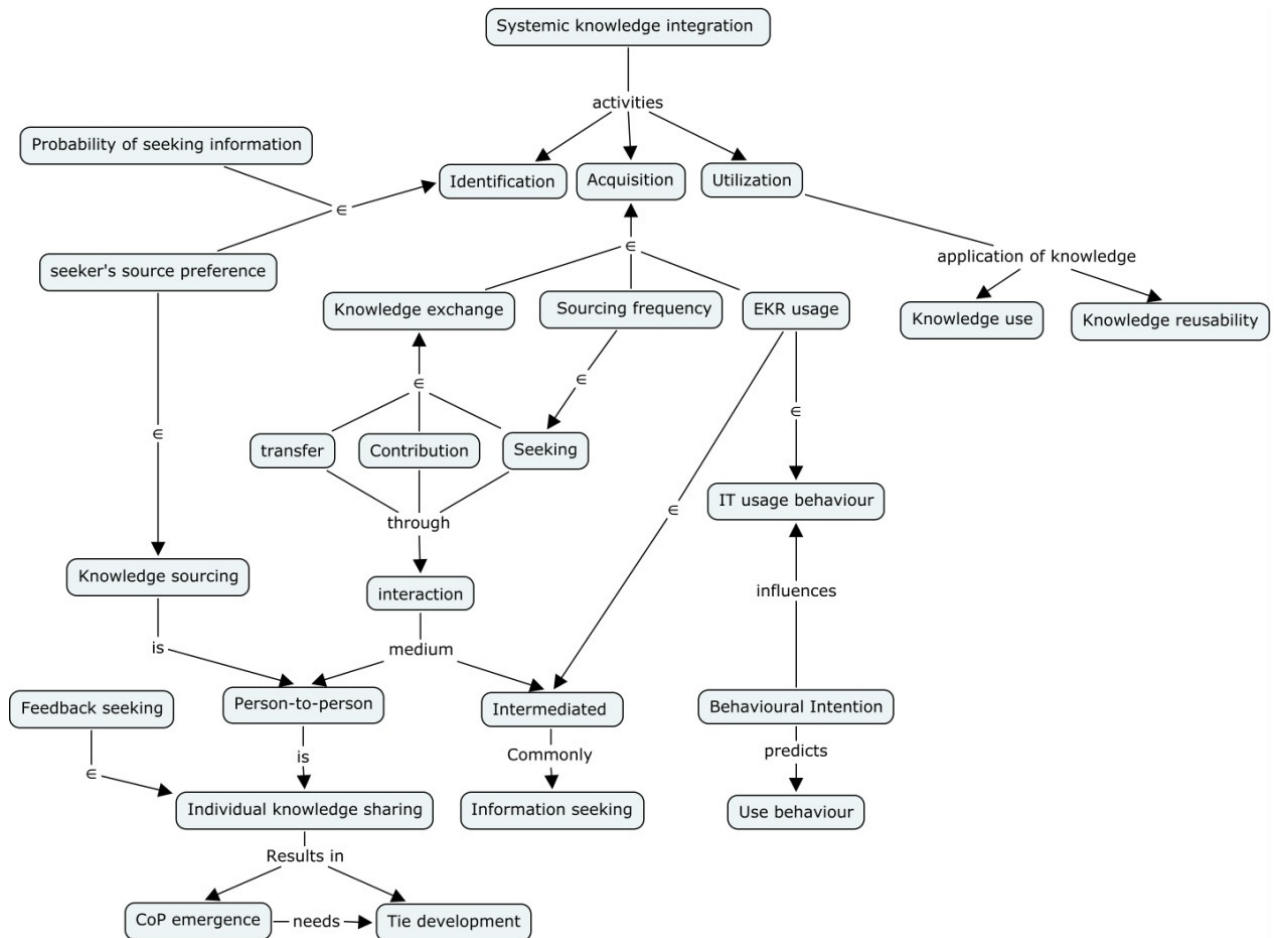 Systemic knowledge integration
activities
Probability of seeking information
Identification
Acquisition
Utilization
∈
∈
seeker's source preference
application of knowledge
Knowledge exchange
Sourcing frequency
EKR usage
Knowledge use
Knowledge reusability
∈
∈
∈
∈
transfer
Contribution
Seeking
IT usage behaviour
∈
through
Knowledge sourcing
interaction
influences
is
medium
Feedback seeking
Person-to-person
Intermediated
Behavioural Intention
is
Commonly
predicts
∈
Individual knowledge sharing
Information seeking
Use behaviour
Results in
CoP emergence
needs
Tie development